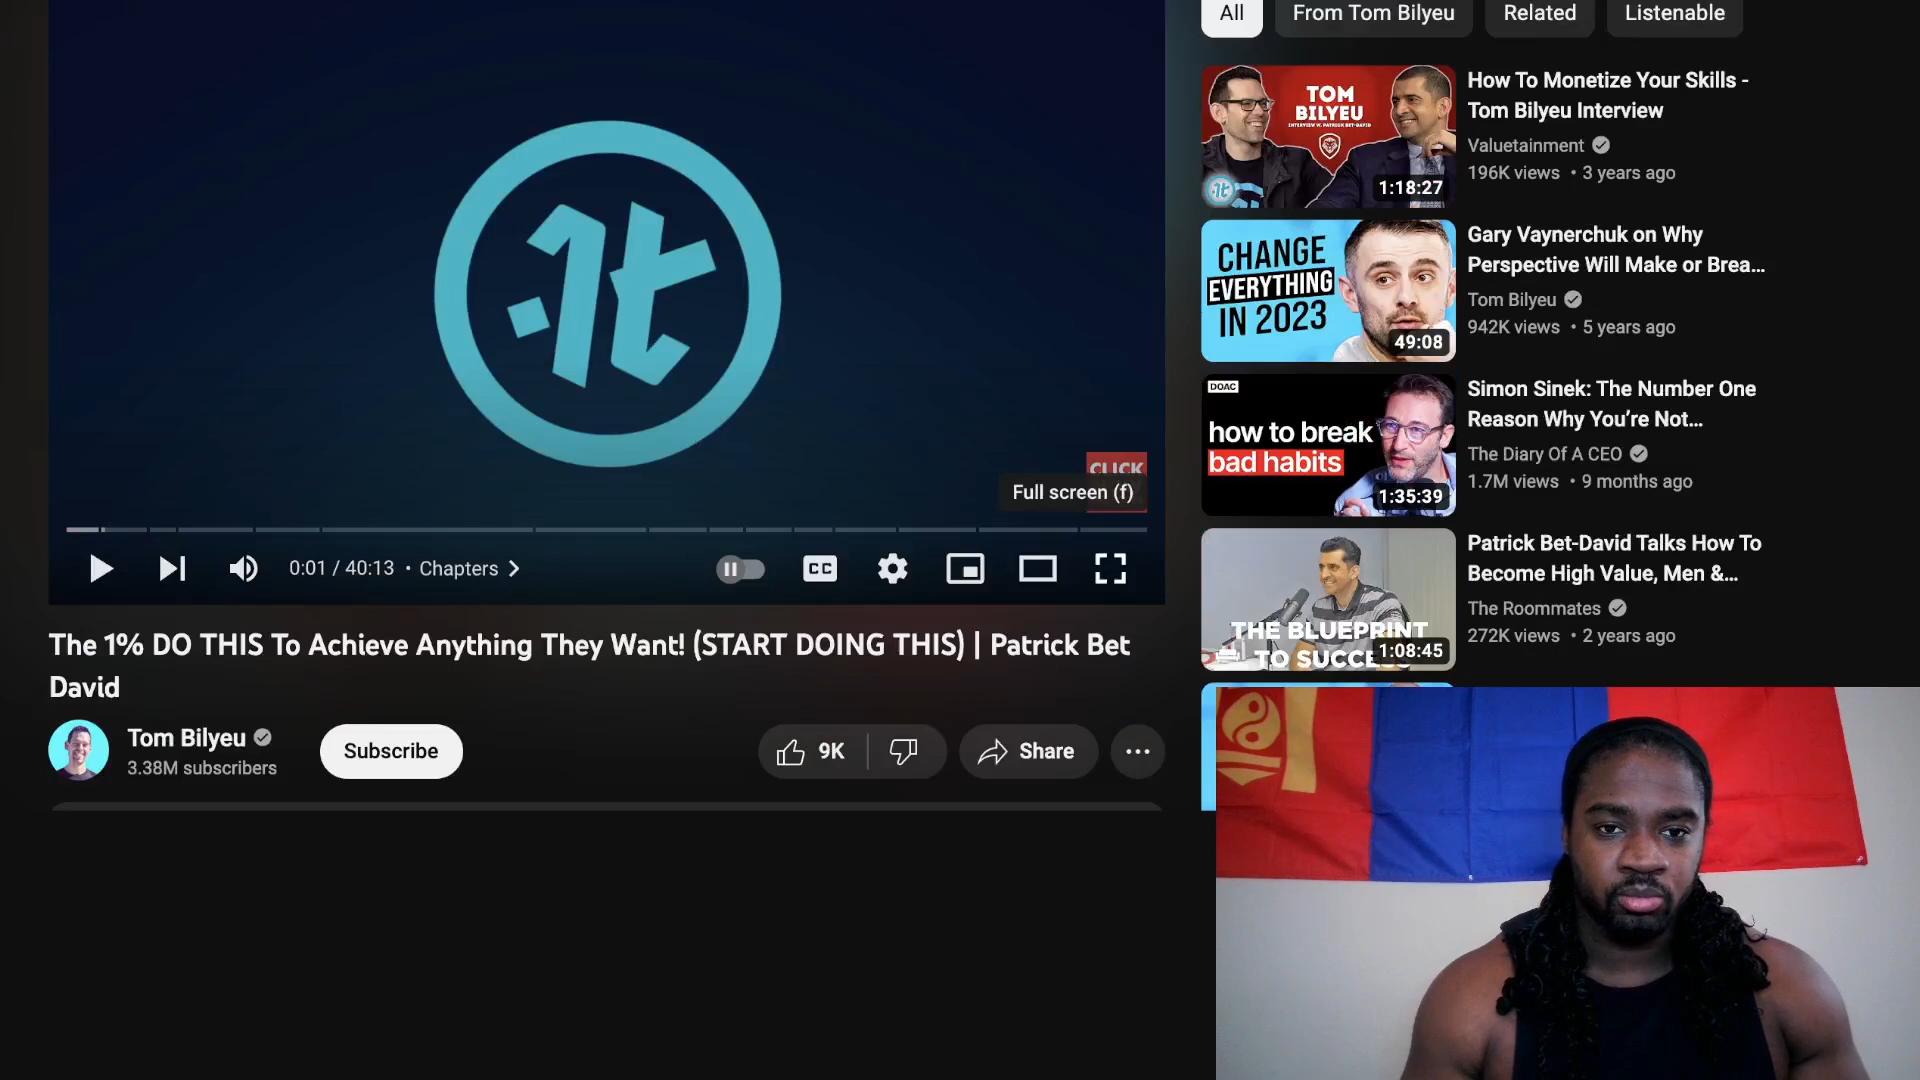 All
From Tom Bilyeu
Related
Listenable
CLICK
Full screen (f)
0:01 / 40:13 • Chapters
CC
The 1% DO THIS To Achieve Anything They Want! (START DOING THIS) | Patrick Bet
David
Tom Bilyeu
3.38M subscribers
Subscribe
9K
Share
TOM
BILYEU
INTERVIEW W. PATRICK BET-DAVID
1:18:27
How To Monetize Your Skills -
Tom Bilyeu Interview
Valuetainment
196K views • 3 years ago
CHANGE
EVERYTHING
IN 2023
49:08
Gary Vaynerchuk on Why
Perspective Will Make or Brea...
Tom Bilyeu
942K views • 5 years ago
DOAC
how to break
bad habits
1:35:39
Simon Sinek: The Number One
Reason Why You’re Not...
The Diary Of A CEO
1.7M views • 9 months ago
THE BLUEPRINT
TO SUCCE
1:08:45
Patrick Bet-David Talks How To
Become High Value, Men &...
The Roommates
272K views • 2 years ago